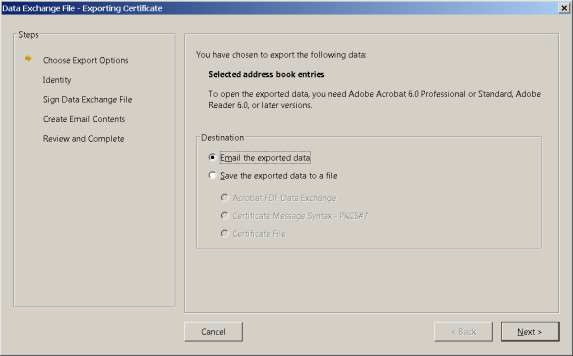 Data Exchange File - Exporting Certificate
Steps
Choose Export Options
Identity
Sign Data Exchange File
Create Email Contents
Review and Complete
You have chosen to export the following data:
Selected address book entries
To open the exported data, you need Adobe Acrobat 6.0 Professional or Standard, Adobe
Reader 6.0, or later versions.
Destination
Email the exported data
Save the exported data to a file
Acrobat FDF Data Exchange
Certificate Message Syntax - PKCS#7
Certificate File
Cancel
< Back
Next >